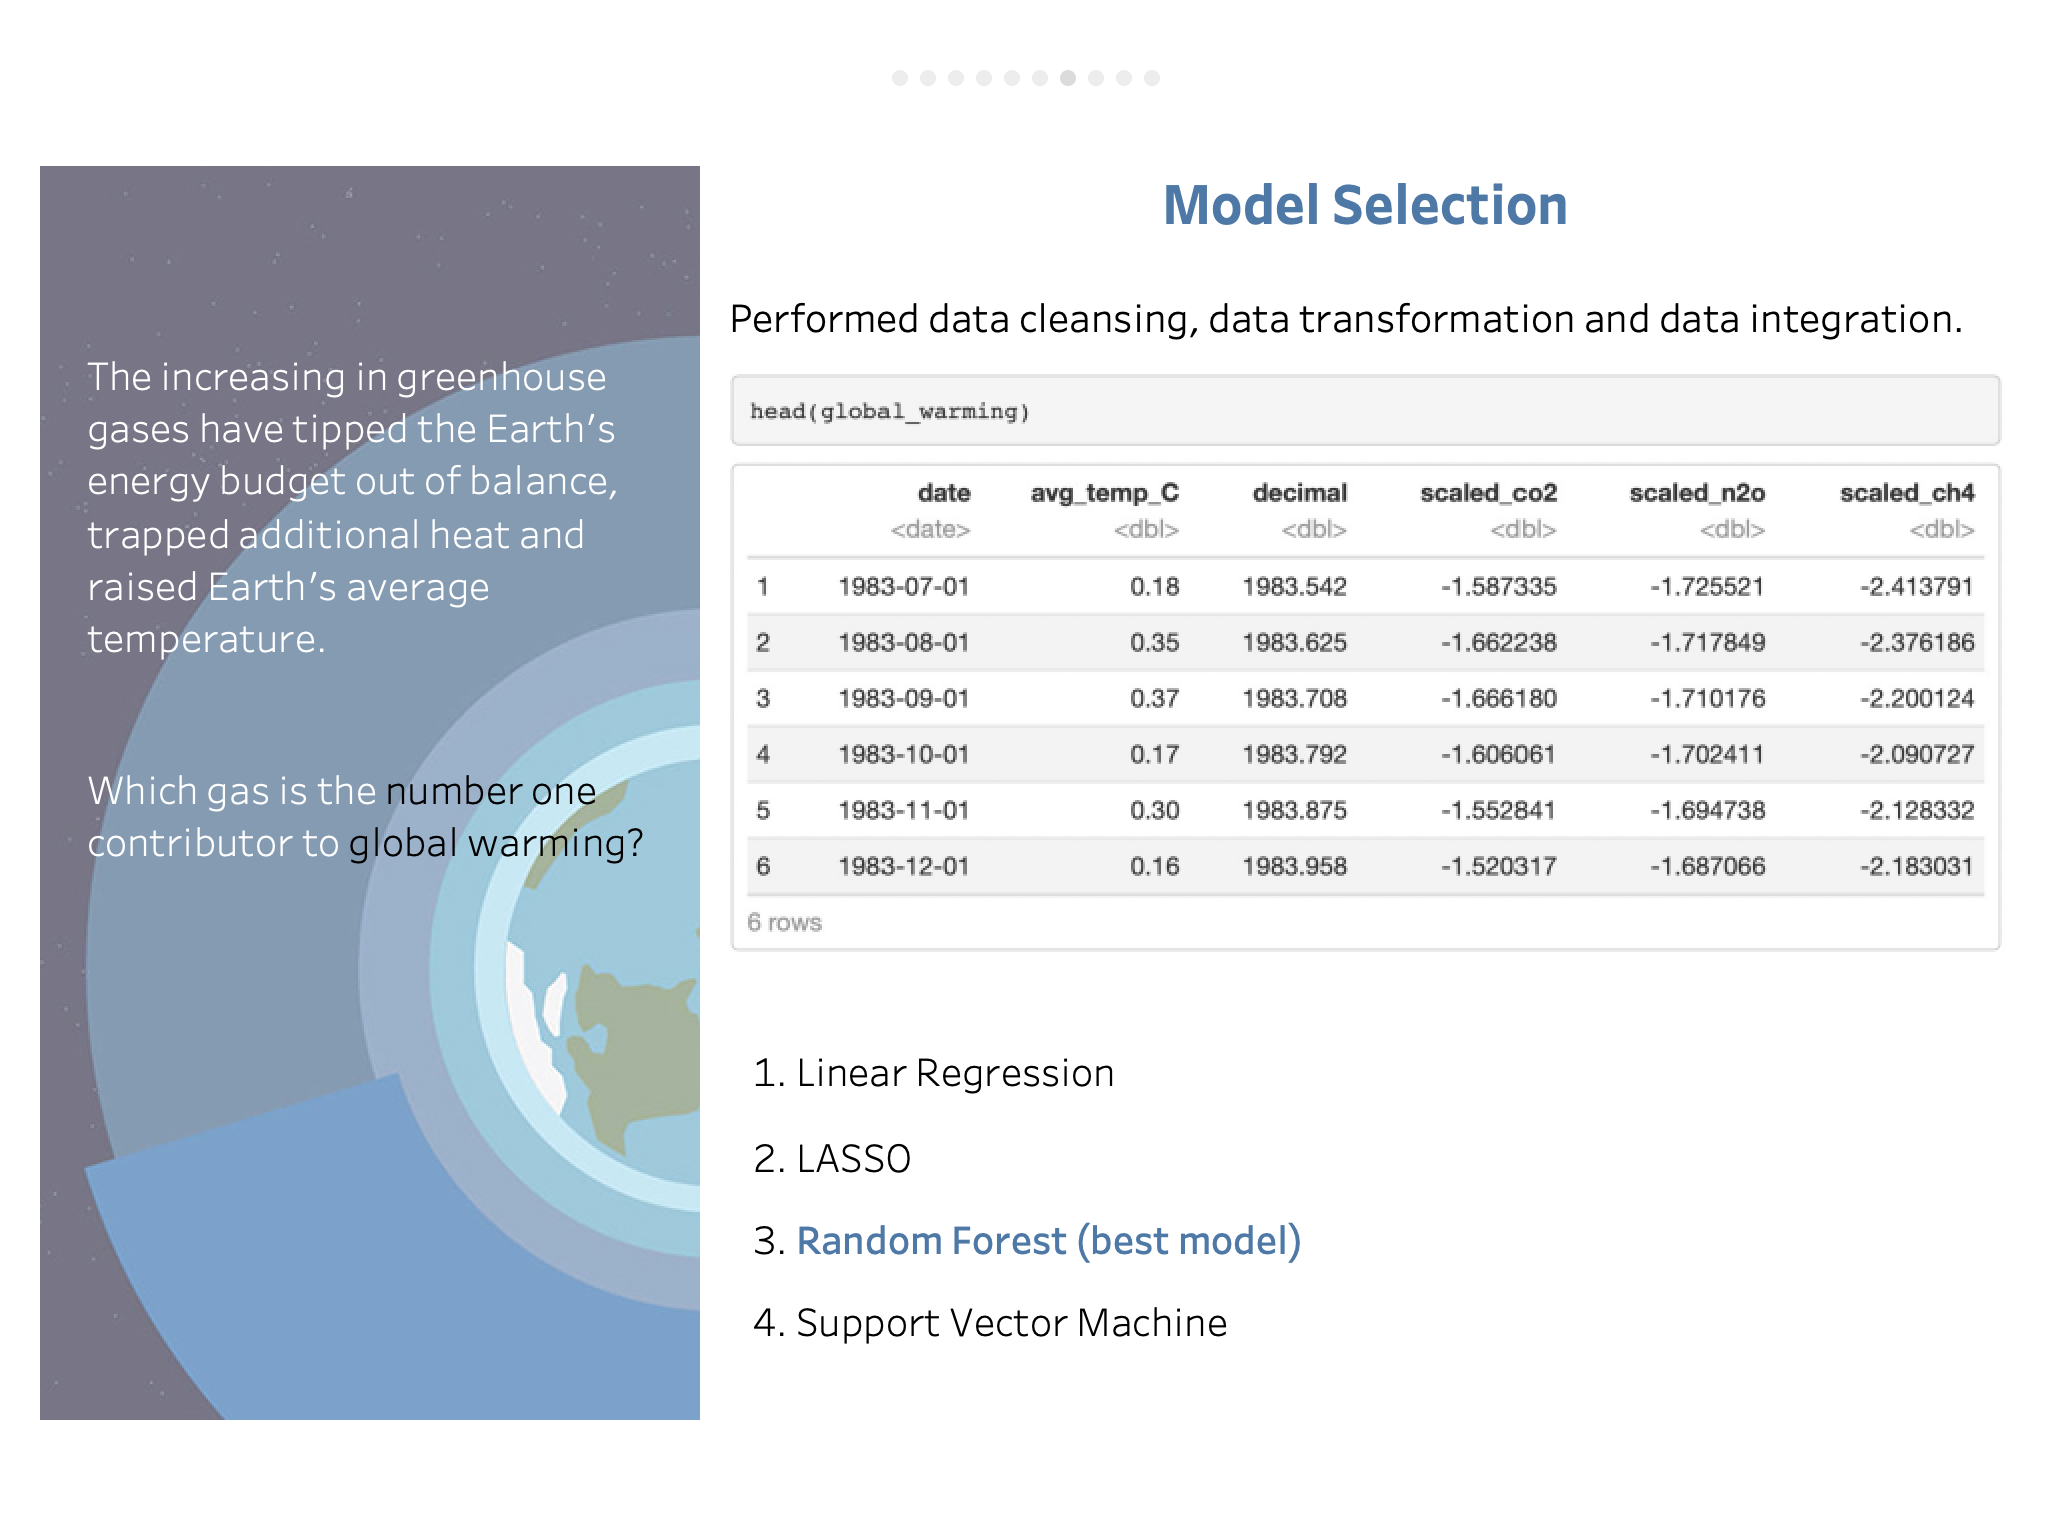 The increasing in greenhouse
gases have tipped the Earth's
energy budget out of balance,
trapped additional heat and
raised Earth's average
temperature.
Which gas is the number one
contributor to global warming?
Model Selection
Performed data cleansing, data transformation and data integration.
head(global_warming)
date avg_temp_C decimal scaled_co2 scaled_n2o scaled_ch4
<date> <dbl> <dbl> <dbl> <dbl> <dbl>
1 1983-07-01 0.18 1983.542 -1.587335 -1.725521 -2.413791
2 1983-08-01 0.35 1983.625 -1.662238 -1.717849 -2.376186
3 1983-09-01 0.37 1983.708 -1.666180 -1.710176 -2.200124
4 1983-10-01 0.17 1983.792 -1.606061 -1.702411 -2.090727
5 1983-11-01 0.30 1983.875 -1.552841 -1.694738 -2.128332
6 1983-12-01 0.16 1983.958 -1.520317 -1.687066 -2.183031
6 rows
1. Linear Regression
2. LASSO
3. Random Forest (best model)
4. Support Vector Machine